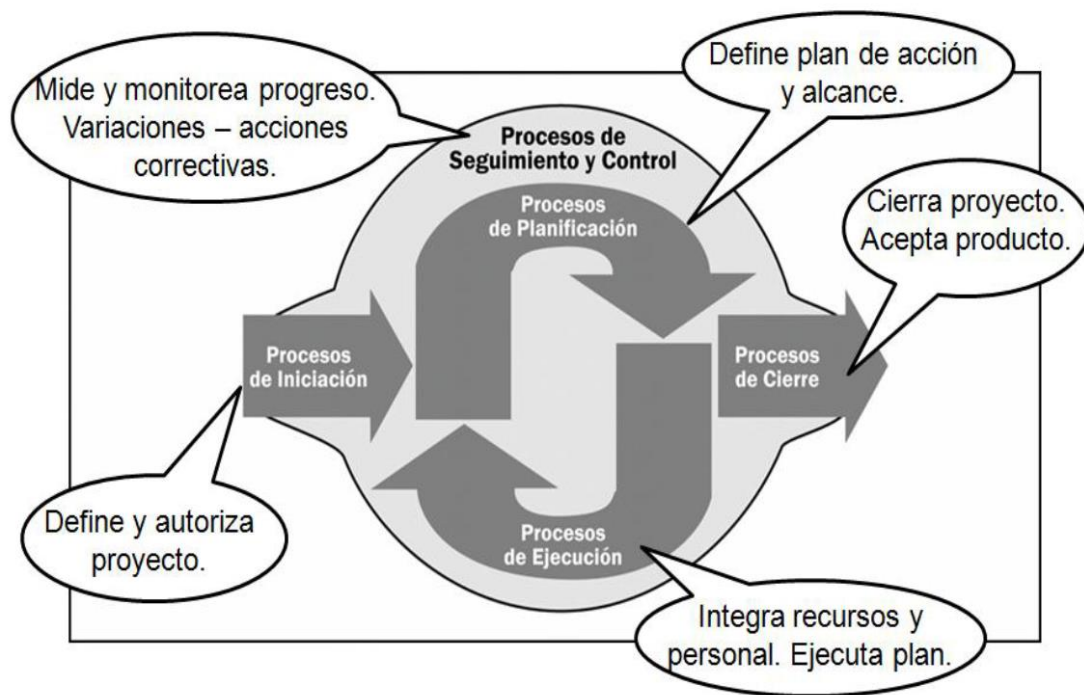 Mide y monitorea progreso.
Variaciones – acciones
correctivas.
Define plan de acción
y alcance.
Procesos de
Seguimiento y Control
Procesos
de Planificación
Cierra proyecto.
Acepta producto.
Procesos
de Iniciación
Procesos
de Cierre
Define y autoriza
proyecto.
Procesos
de Ejecución
Integra recursos y
personal. Ejecuta plan.